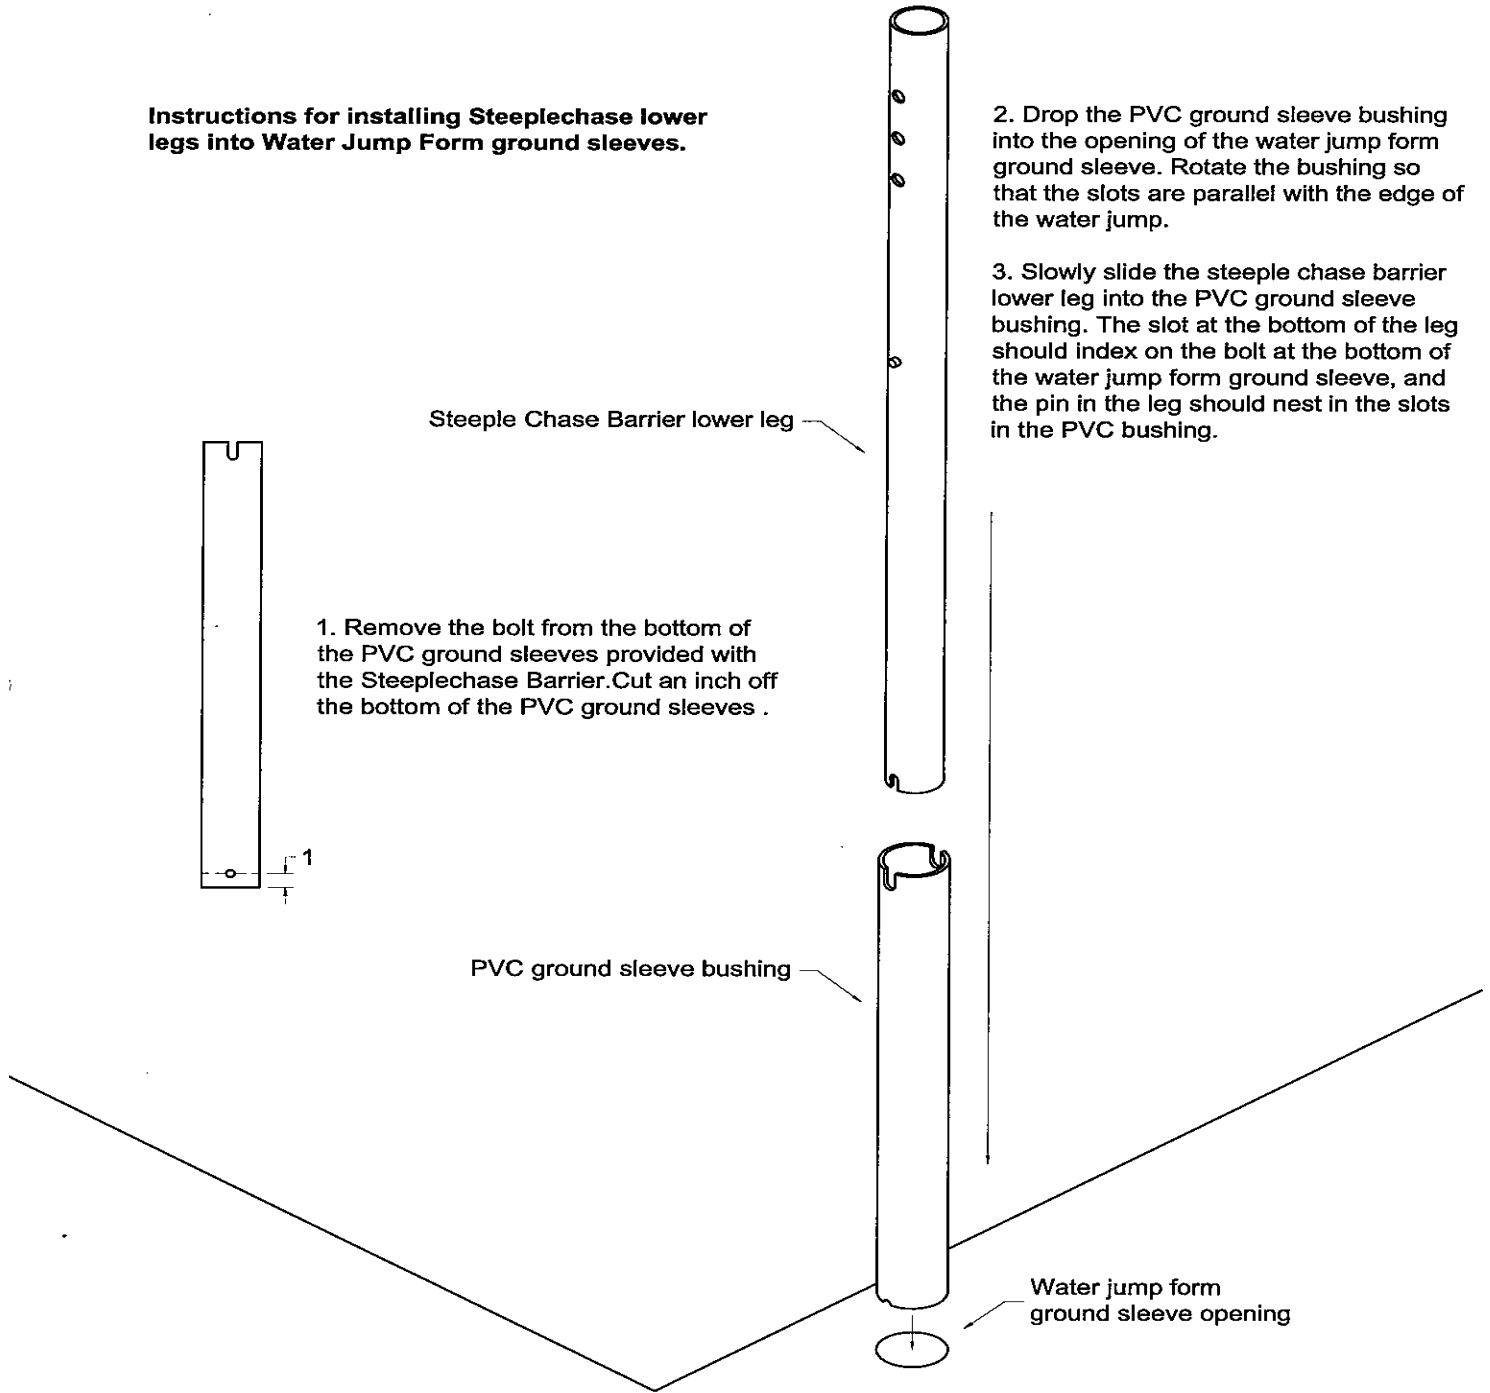 Instructions for installing Steeplechase lower
legs into Water Jump Form ground sleeves.
1. Remove the bolt from the bottom of
the PVC ground sleeves provided with
the Steeplechase Barrier.Cut an inch off
the bottom of the PVC ground sleeves .
1
2. Drop the PVC ground sleeve bushing
into the opening of the water jump form
ground sleeve. Rotate the bushing so
that the slots are parallel with the edge of
the water jump.
3. Slowly slide the steeple chase barrier
lower leg into the PVC ground sleeve
bushing. The slot at the bottom of the leg
should index on the bolt at the bottom of
the water jump form ground sleeve, and
the pin in the leg should nest in the slots
in the PVC bushing.
Steeple Chase Barrier lower leg
PVC ground sleeve bushing
Water jump form
ground sleeve opening